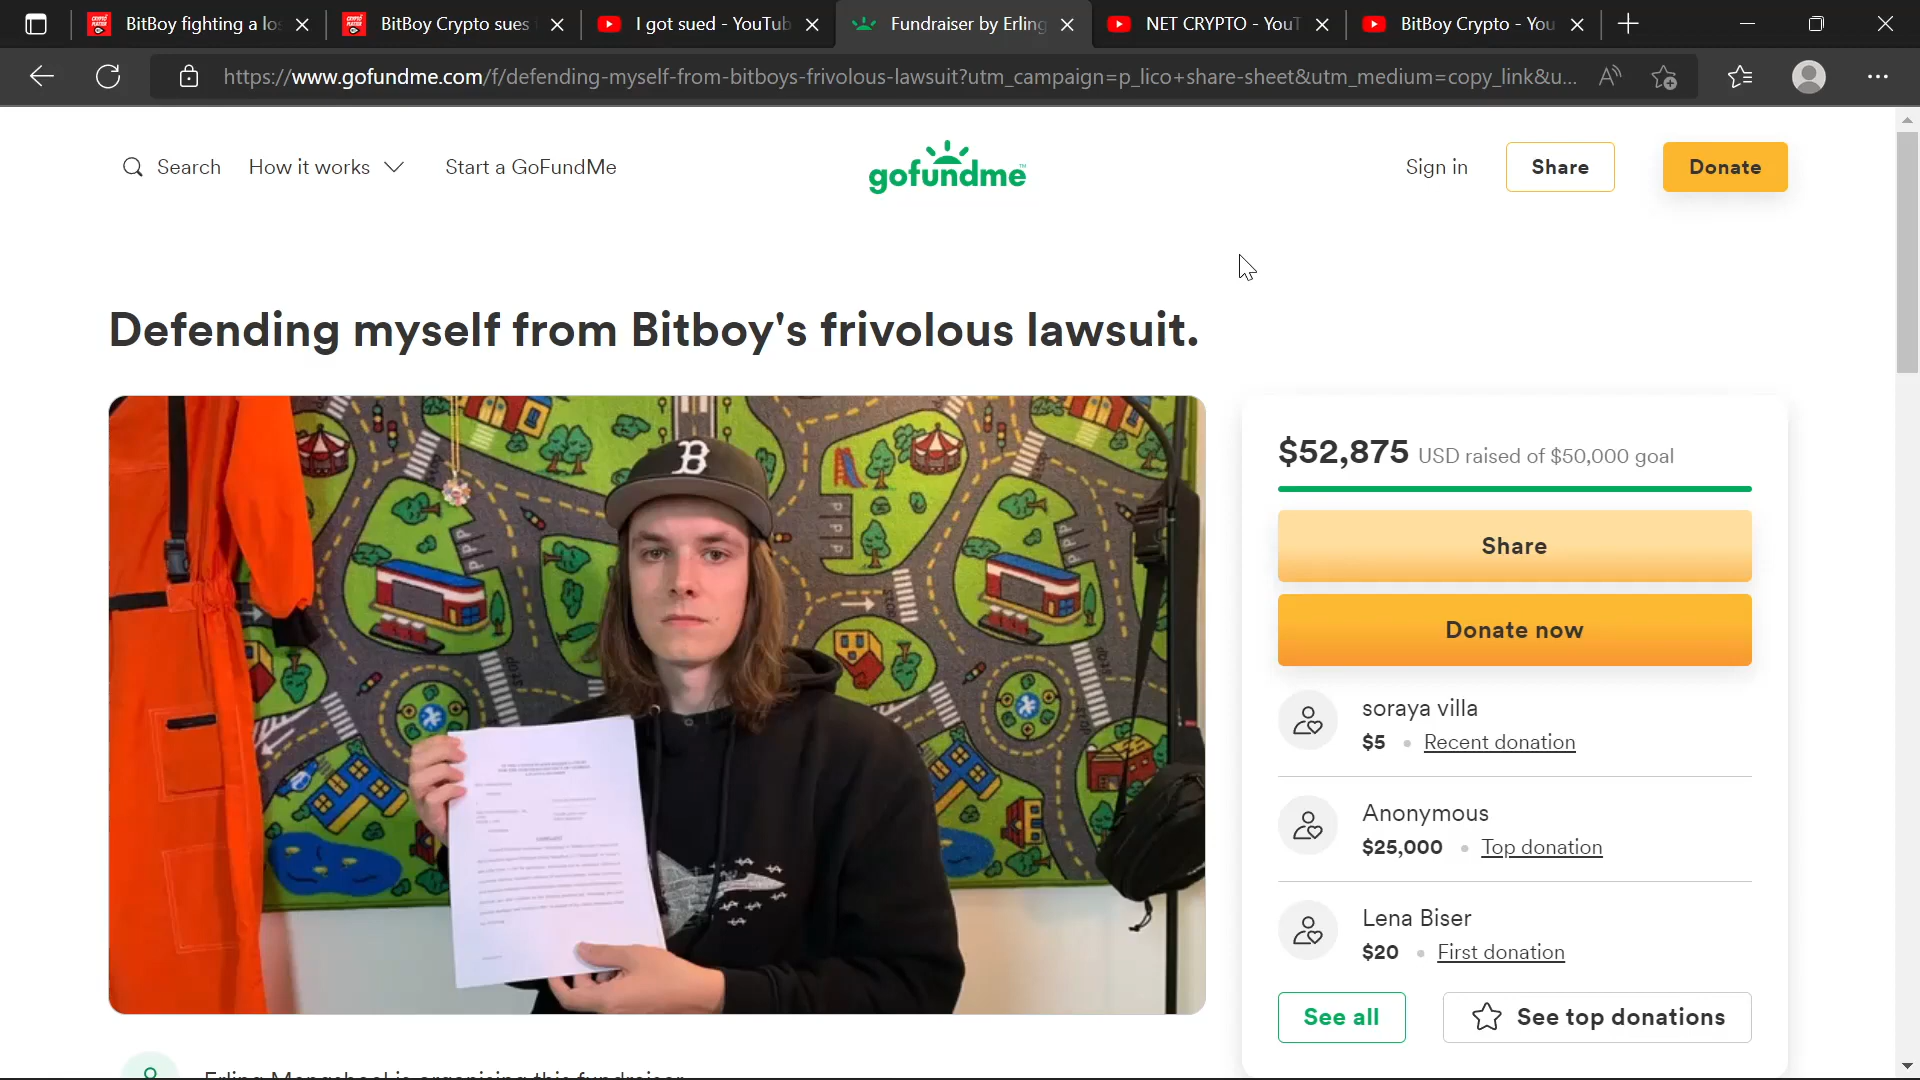 BitBoy fighting a los
BitBoy Crypto sues
I got sued - YouTub
Fundraiser by Erling
NET CRYPTO - YouT
BitBoy Crypto - You
https://www.gofundme.com/f/defending-myself-from-bitboys-frivolous-lawsuit?utm_campaign=p_lico+share-sheet&utm_medium=copy_link&u...
Search
How it works
Start a GoFundMe
gofundme
Sign in
Share
Donate
Defending myself from Bitboy's frivolous lawsuit.
B
STOP
$52,875 USD raised of $50,000 goal
Share
Donate now
soraya villa
$5 • Recent donation
Anonymous
$25,000 • Top donation
Lena Biser
$20 • First donation
See all
See top donations